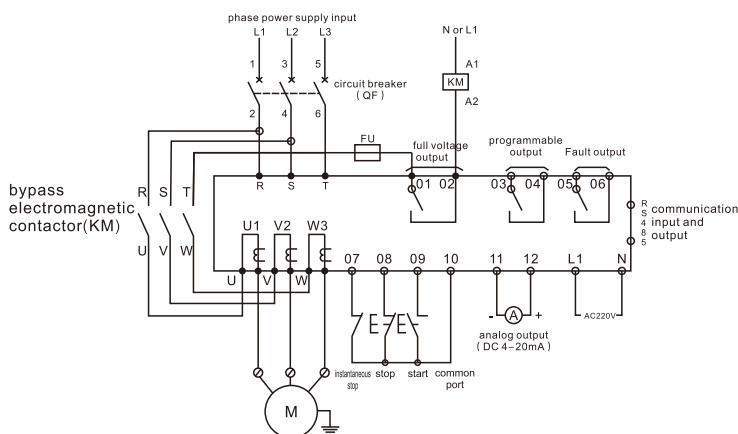 phase power supply input
L1 L2 L3
N or L1
1 3 5
A1
KM
A2
circuit breaker
( QF )
2 4 6
FU
full voltage
output
programmable
output
Fault output
R S T
R S T
01 02 03 04 05 06
bypass
electromagnetic
contactor(KM)
RS485
communication
input and
output
U1 V2 W3
U V W
U V W
07 08 09 10 11 12 L1 N
- A +
AC220V
analog output
( DC 4–20mA )
instantaneous
stop
stop start common
port
M